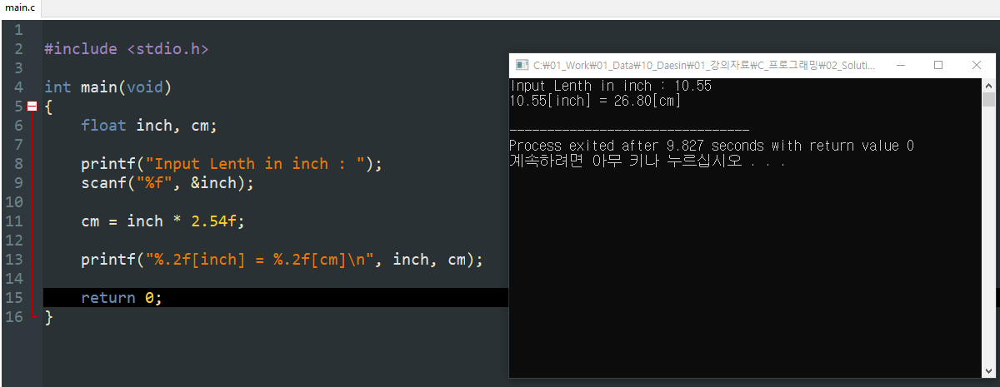 main.c
1
2 #include <stdio.h>
3
4 int main(void)
5 {
6 float inch, cm;
7
8 printf("Input Lenth in inch : ");
9 scanf("%f", &inch);
10
11 cm = inch * 2.54f;
12
13 printf("%.2f[inch] = %.2f[cm]\n", inch, cm);
14
15 return 0;
16 }
C:₩01_Work₩01_Data₩10_Daesin₩01_강의자료₩C_프로그래밍₩02_Soluti...
Input Lenth in inch : 10.55
10.55[inch] = 26.80[cm]
--------------------------------
Process exited after 9.827 seconds with return value 0
계속하려면 아무 키나 누르십시오 . . .